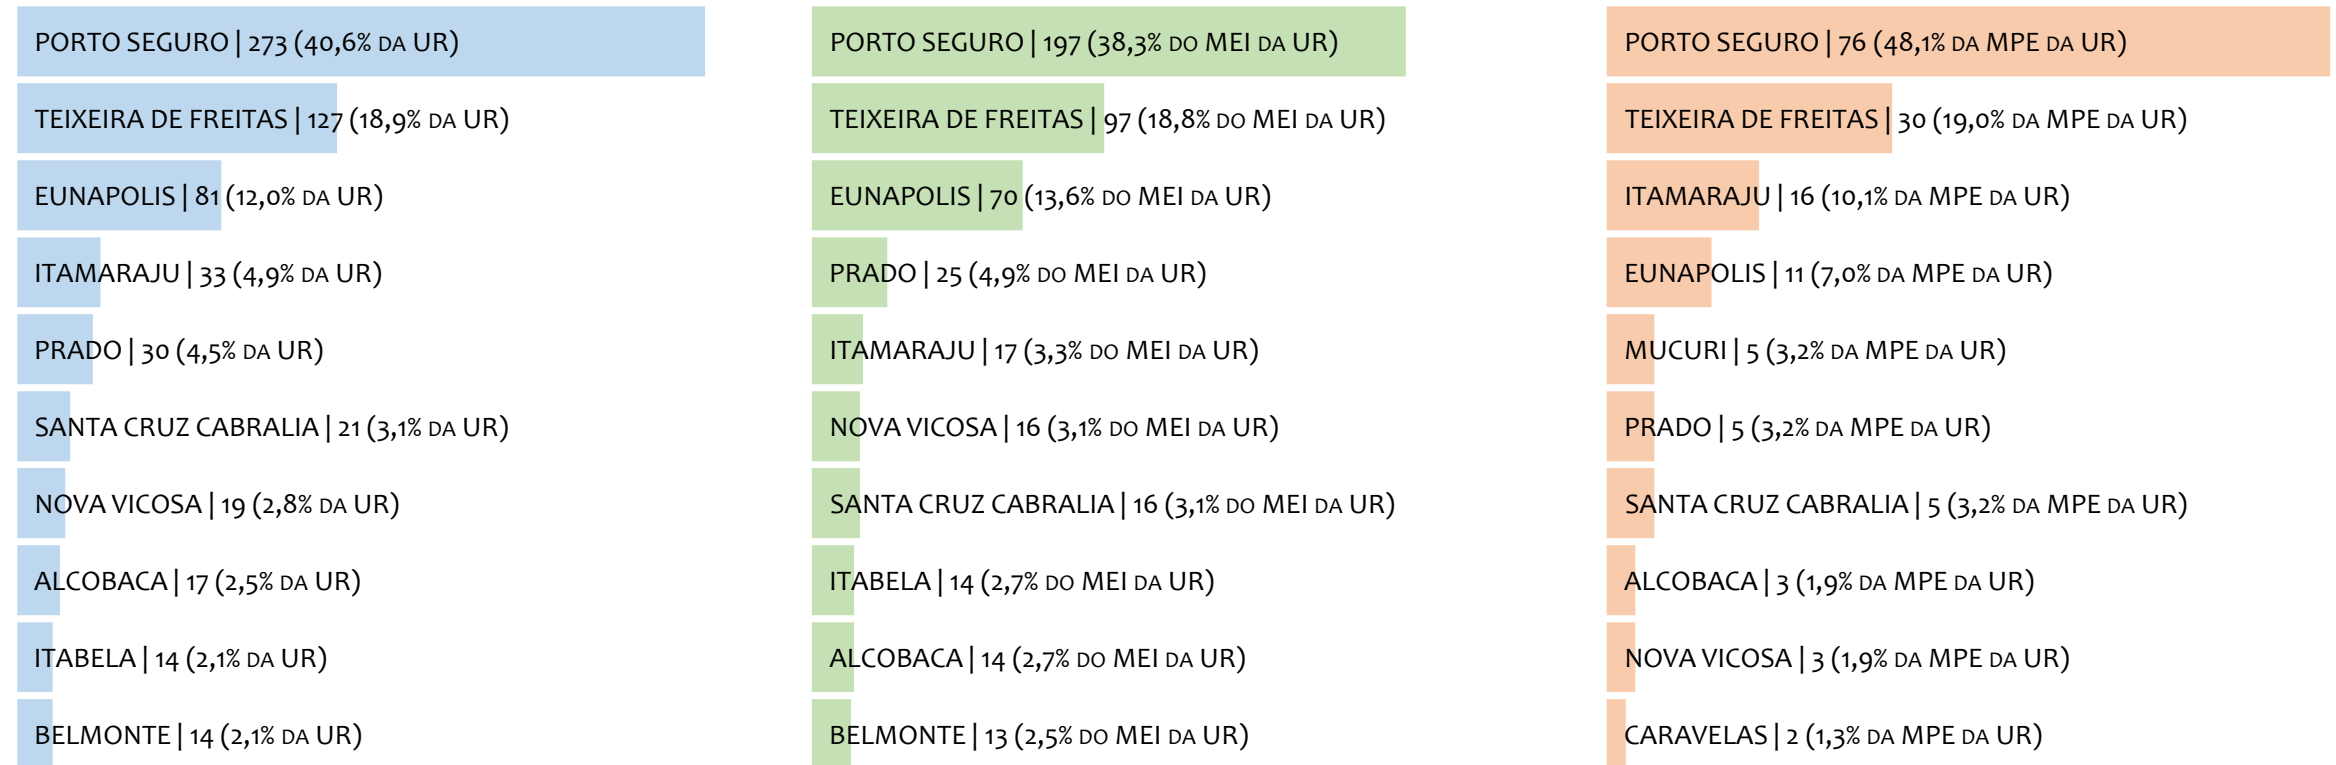 PORTO SEGURO | 273 (40,6% DA UR)
TEIXEIRA DE FREITAS | 127 (18,9% DA UR)
EUNAPOLIS | 81 (12,0% DA UR)
ITAMARAJU | 33 (4,9% DA UR)
PRADO | 30 (4,5% DA UR)
SANTA CRUZ CABRALIA | 21 (3,1% DA UR)
NOVA VICOSA | 19 (2,8% DA UR)
ALCOBACA | 17 (2,5% DA UR)
ITABELA | 14 (2,1% DA UR)
BELMONTE | 14 (2,1% DA UR)
PORTO SEGURO | 197 (38,3% DO MEI DA UR)
TEIXEIRA DE FREITAS | 97 (18,8% DO MEI DA UR)
EUNAPOLIS | 70 (13,6% DO MEI DA UR)
PRADO | 25 (4,9% DO MEI DA UR)
ITAMARAJU | 17 (3,3% DO MEI DA UR)
NOVA VICOSA | 16 (3,1% DO MEI DA UR)
SANTA CRUZ CABRALIA | 16 (3,1% DO MEI DA UR)
ITABELA | 14 (2,7% DO MEI DA UR)
ALCOBACA | 14 (2,7% DO MEI DA UR)
BELMONTE | 13 (2,5% DO MEI DA UR)
PORTO SEGURO | 76 (48,1% DA MPE DA UR)
TEIXEIRA DE FREITAS | 30 (19,0% DA MPE DA UR)
ITAMARAJU | 16 (10,1% DA MPE DA UR)
EUNAPOLIS | 11 (7,0% DA MPE DA UR)
MUCURI | 5 (3,2% DA MPE DA UR)
PRADO | 5 (3,2% DA MPE DA UR)
SANTA CRUZ CABRALIA | 5 (3,2% DA MPE DA UR)
ALCOBACA | 3 (1,9% DA MPE DA UR)
NOVA VICOSA | 3 (1,9% DA MPE DA UR)
CARAVELAS | 2 (1,3% DA MPE DA UR)